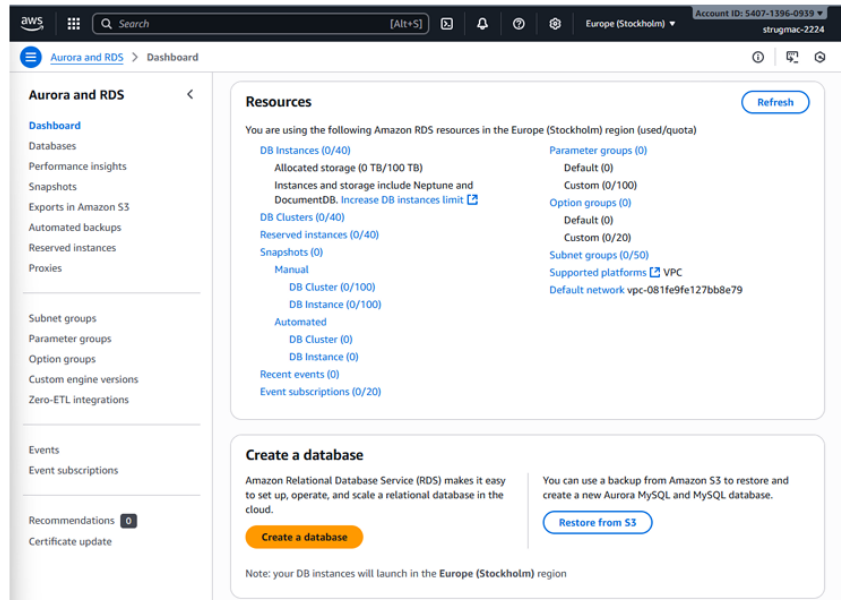 aws
Search
[Alt+S]
Europe (Stockholm) ▼
Account ID: 5407-1396-0939 ▼
strugmac-2224
Aurora and RDS > Dashboard
Aurora and RDS
Dashboard
Databases
Performance insights
Snapshots
Exports in Amazon S3
Automated backups
Reserved instances
Proxies
Subnet groups
Parameter groups
Option groups
Custom engine versions
Zero-ETL integrations
Events
Event subscriptions
Recommendations 0
Certificate update
Resources
Refresh
You are using the following Amazon RDS resources in the Europe (Stockholm) region (used/quota)
DB Instances (0/40)
Allocated storage (0 TB/100 TB)
Instances and storage include Neptune and
DocumentDB. Increase DB instances limit
DB Clusters (0/40)
Reserved instances (0/40)
Snapshots (0)
Manual
DB Cluster (0/100)
DB Instance (0/100)
Automated
DB Cluster (0)
DB Instance (0)
Recent events (0)
Event subscriptions (0/20)
Parameter groups (0)
Default (0)
Custom (0/100)
Option groups (0)
Default (0)
Custom (0/20)
Subnet groups (0/50)
Supported platforms VPC
Default network vpc-081fe9fe127bb8e79
Create a database
Amazon Relational Database Service (RDS) makes it easy
to set up, operate, and scale a relational database in the
cloud.
Create a database
You can use a backup from Amazon S3 to restore and
create a new Aurora MySQL and MySQL database.
Restore from S3
Note: your DB instances will launch in the Europe (Stockholm) region